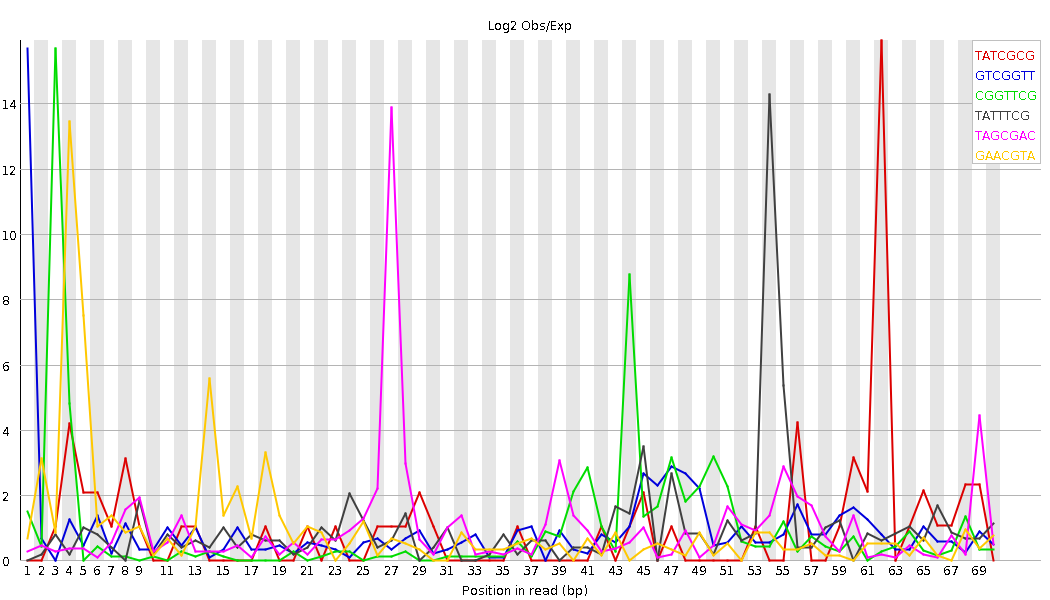 Log2 Obs/Exp
TATCGCG
GTCGGTT
CGGTTCG
TATTTCG
TAGCGAC
GAACGTA
14
12
10
8
6
4
2
0
1 2 3 4 5 6 7 8 9 11 13 15 17 19 21 23 25 27 29 31 33 35 37 39 41 43 45 47 49 51 53 55 57 59 61 63 65 67 69
Position in read (bp)